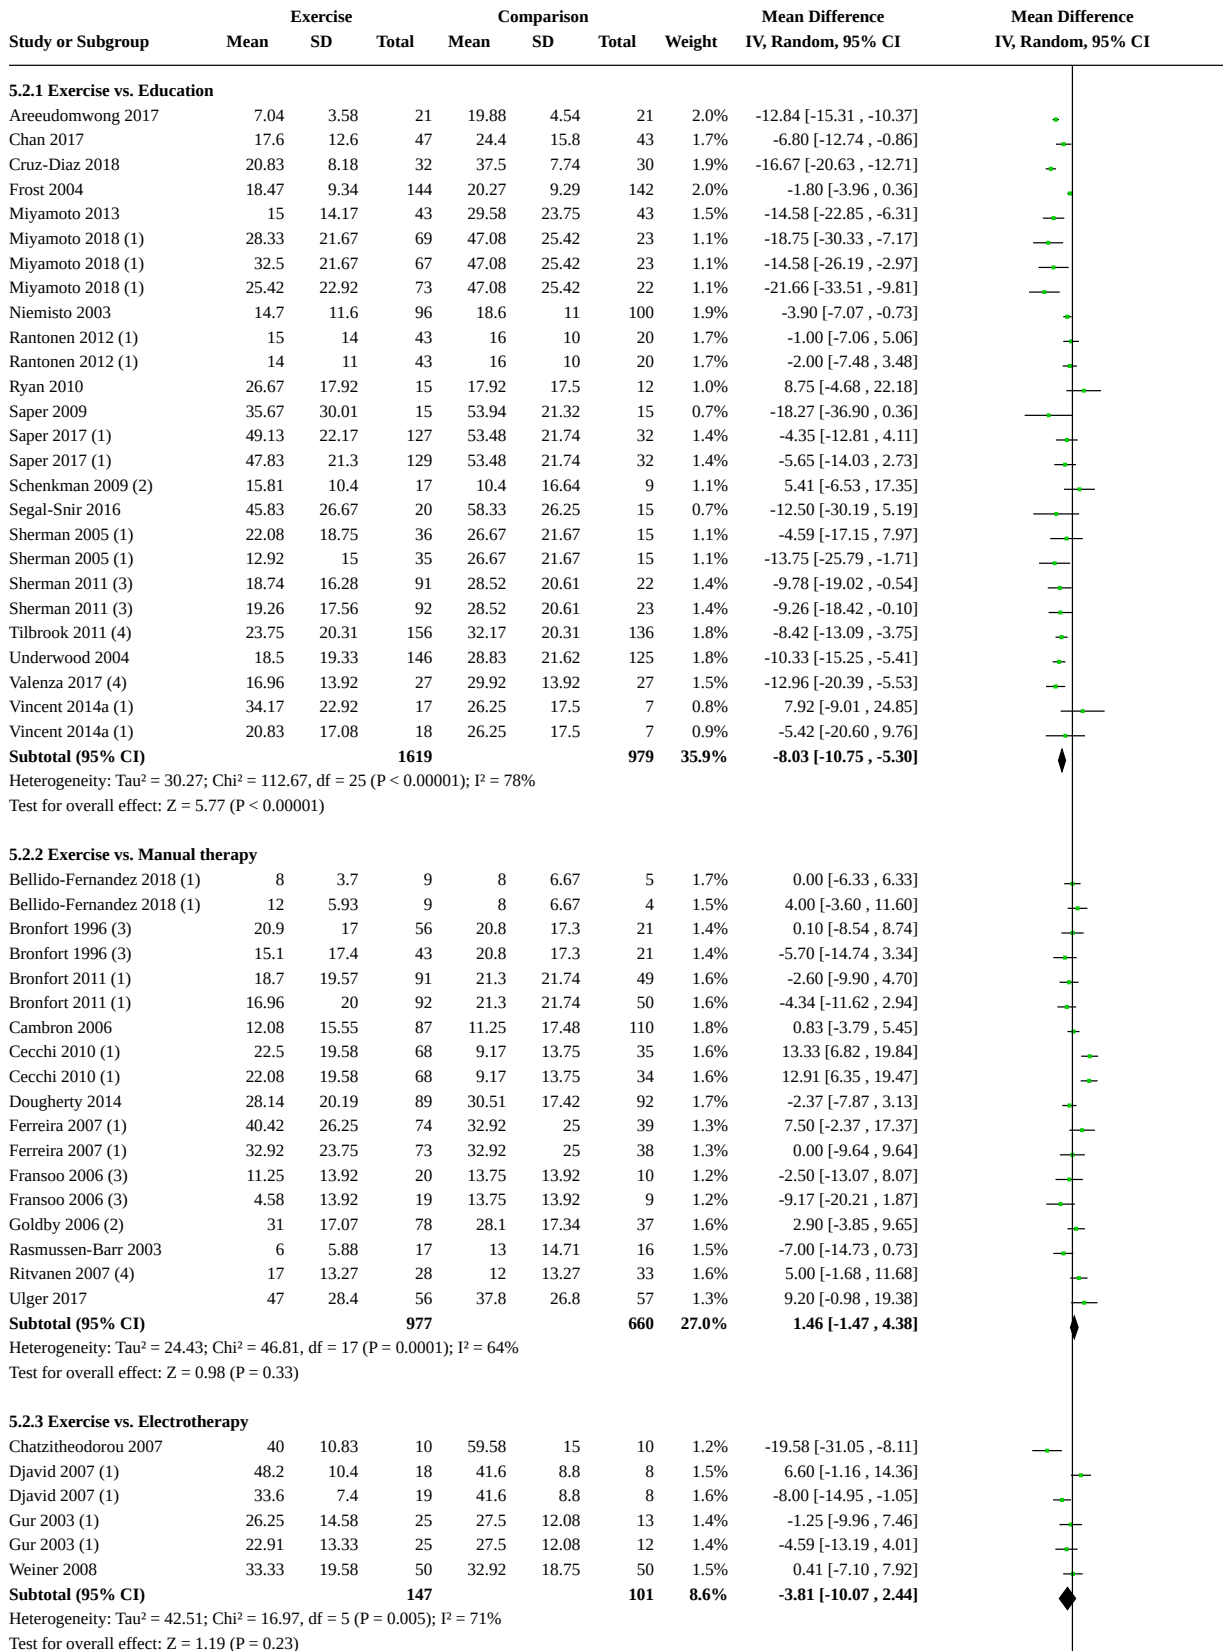 Exercise Comparison Mean Difference Mean Difference
Study or Subgroup Mean SD Total Mean SD Total Weight IV, Random, 95% CI IV, Random, 95% CI
5.2.1 Exercise vs. Education
Areeudomwong 2017 7.04 3.58 21 19.88 4.54 21 2.0% -12.84 [-15.31 , -10.37]
Chan 2017 17.6 12.6 47 24.4 15.8 43 1.7% -6.80 [-12.74 , -0.86]
Cruz-Diaz 2018 20.83 8.18 32 37.5 7.74 30 1.9% -16.67 [-20.63 , -12.71]
Frost 2004 18.47 9.34 144 20.27 9.29 142 2.0% -1.80 [-3.96 , 0.36]
Miyamoto 2013 15 14.17 43 29.58 23.75 43 1.5% -14.58 [-22.85 , -6.31]
Miyamoto 2018 (1) 28.33 21.67 69 47.08 25.42 23 1.1% -18.75 [-30.33 , -7.17]
Miyamoto 2018 (1) 32.5 21.67 67 47.08 25.42 23 1.1% -14.58 [-26.19 , -2.97]
Miyamoto 2018 (1) 25.42 22.92 73 47.08 25.42 22 1.1% -21.66 [-33.51 , -9.81]
Niemisto 2003 14.7 11.6 96 18.6 11 100 1.9% -3.90 [-7.07 , -0.73]
Rantonen 2012 (1) 15 14 43 16 10 20 1.7% -1.00 [-7.06 , 5.06]
Rantonen 2012 (1) 14 11 43 16 10 20 1.7% -2.00 [-7.48 , 3.48]
Ryan 2010 26.67 17.92 15 17.92 17.5 12 1.0% 8.75 [-4.68 , 22.18]
Saper 2009 35.67 30.01 15 53.94 21.32 15 0.7% -18.27 [-36.90 , 0.36]
Saper 2017 (1) 49.13 22.17 127 53.48 21.74 32 1.4% -4.35 [-12.81 , 4.11]
Saper 2017 (1) 47.83 21.3 129 53.48 21.74 32 1.4% -5.65 [-14.03 , 2.73]
Schenkman 2009 (2) 15.81 10.4 17 10.4 16.64 9 1.1% 5.41 [-6.53 , 17.35]
Segal-Snir 2016 45.83 26.67 20 58.33 26.25 15 0.7% -12.50 [-30.19 , 5.19]
Sherman 2005 (1) 22.08 18.75 36 26.67 21.67 15 1.1% -4.59 [-17.15 , 7.97]
Sherman 2005 (1) 12.92 15 35 26.67 21.67 15 1.1% -13.75 [-25.79 , -1.71]
Sherman 2011 (3) 18.74 16.28 91 28.52 20.61 22 1.4% -9.78 [-19.02 , -0.54]
Sherman 2011 (3) 19.26 17.56 92 28.52 20.61 23 1.4% -9.26 [-18.42 , -0.10]
Tilbrook 2011 (4) 23.75 20.31 156 32.17 20.31 136 1.8% -8.42 [-13.09 , -3.75]
Underwood 2004 18.5 19.33 146 28.83 21.62 125 1.8% -10.33 [-15.25 , -5.41]
Valenza 2017 (4) 16.96 13.92 27 29.92 13.92 27 1.5% -12.96 [-20.39 , -5.53]
Vincent 2014a (1) 34.17 22.92 17 26.25 17.5 7 0.8% 7.92 [-9.01 , 24.85]
Vincent 2014a (1) 20.83 17.08 18 26.25 17.5 7 0.9% -5.42 [-20.60 , 9.76]
Subtotal (95% CI) 1619 979 35.9% -8.03 [-10.75 , -5.30]
Heterogeneity: Tau² = 30.27; Chi² = 112.67, df = 25 (P < 0.00001); I² = 78%
Test for overall effect: Z = 5.77 (P < 0.00001)
5.2.2 Exercise vs. Manual therapy
Bellido-Fernandez 2018 (1) 8 3.7 9 8 6.67 5 1.7% 0.00 [-6.33 , 6.33]
Bellido-Fernandez 2018 (1) 12 5.93 9 8 6.67 4 1.5% 4.00 [-3.60 , 11.60]
Bronfort 1996 (3) 20.9 17 56 20.8 17.3 21 1.4% 0.10 [-8.54 , 8.74]
Bronfort 1996 (3) 15.1 17.4 43 20.8 17.3 21 1.4% -5.70 [-14.74 , 3.34]
Bronfort 2011 (1) 18.7 19.57 91 21.3 21.74 49 1.6% -2.60 [-9.90 , 4.70]
Bronfort 2011 (1) 16.96 20 92 21.3 21.74 50 1.6% -4.34 [-11.62 , 2.94]
Cambron 2006 12.08 15.55 87 11.25 17.48 110 1.8% 0.83 [-3.79 , 5.45]
Cecchi 2010 (1) 22.5 19.58 68 9.17 13.75 35 1.6% 13.33 [6.82 , 19.84]
Cecchi 2010 (1) 22.08 19.58 68 9.17 13.75 34 1.6% 12.91 [6.35 , 19.47]
Dougherty 2014 28.14 20.19 89 30.51 17.42 92 1.7% -2.37 [-7.87 , 3.13]
Ferreira 2007 (1) 40.42 26.25 74 32.92 25 39 1.3% 7.50 [-2.37 , 17.37]
Ferreira 2007 (1) 32.92 23.75 73 32.92 25 38 1.3% 0.00 [-9.64 , 9.64]
Fransoo 2006 (3) 11.25 13.92 20 13.75 13.92 10 1.2% -2.50 [-13.07 , 8.07]
Fransoo 2006 (3) 4.58 13.92 19 13.75 13.92 9 1.2% -9.17 [-20.21 , 1.87]
Goldby 2006 (2) 31 17.07 78 28.1 17.34 37 1.6% 2.90 [-3.85 , 9.65]
Rasmussen-Barr 2003 6 5.88 17 13 14.71 16 1.5% -7.00 [-14.73 , 0.73]
Ritvanen 2007 (4) 17 13.27 28 12 13.27 33 1.6% 5.00 [-1.68 , 11.68]
Ulger 2017 47 28.4 56 37.8 26.8 57 1.3% 9.20 [-0.98 , 19.38]
Subtotal (95% CI) 977 660 27.0% 1.46 [-1.47 , 4.38]
Heterogeneity: Tau² = 24.43; Chi² = 46.81, df = 17 (P = 0.0001); I² = 64%
Test for overall effect: Z = 0.98 (P = 0.33)
5.2.3 Exercise vs. Electrotherapy
Chatzitheodorou 2007 40 10.83 10 59.58 15 10 1.2% -19.58 [-31.05 , -8.11]
Djavid 2007 (1) 48.2 10.4 18 41.6 8.8 8 1.5% 6.60 [-1.16 , 14.36]
Djavid 2007 (1) 33.6 7.4 19 41.6 8.8 8 1.6% -8.00 [-14.95 , -1.05]
Gur 2003 (1) 26.25 14.58 25 27.5 12.08 13 1.4% -1.25 [-9.96 , 7.46]
Gur 2003 (1) 22.91 13.33 25 27.5 12.08 12 1.4% -4.59 [-13.19 , 4.01]
Weiner 2008 33.33 19.58 50 32.92 18.75 50 1.5% 0.41 [-7.10 , 7.92]
Subtotal (95% CI) 147 101 8.6% -3.81 [-10.07 , 2.44]
Heterogeneity: Tau² = 42.51; Chi² = 16.97, df = 5 (P = 0.005); I² = 71%
Test for overall effect: Z = 1.19 (P = 0.23)